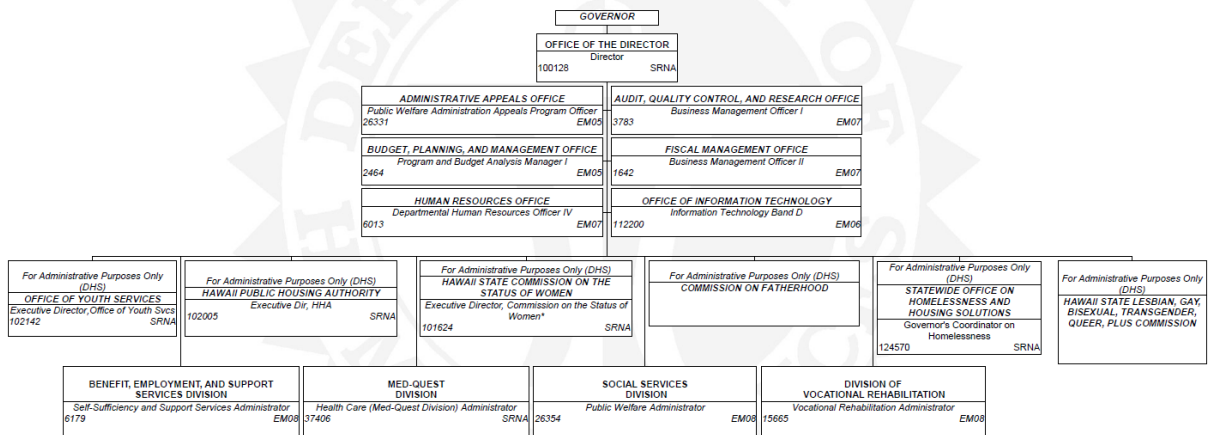 GOVERNOR
OFFICE OF THE DIRECTOR
Director
100128 SRNA
ADMINISTRATIVE APPEALS OFFICE
Public Welfare Administration Appeals Program Officer
26331 EM05
AUDIT, QUALITY CONTROL, AND RESEARCH OFFICE
Business Management Officer I
3783 EM07
BUDGET, PLANNING, AND MANAGEMENT OFFICE
Program and Budget Analysis Manager I
2464 EM05
FISCAL MANAGEMENT OFFICE
Business Management Officer II
1642 EM07
HUMAN RESOURCES OFFICE
Departmental Human Resources Officer IV
6013 EM07
OFFICE OF INFORMATION TECHNOLOGY
Information Technology Band D
112200 EM06
For Administrative Purposes Only
(DHS)
OFFICE OF YOUTH SERVICES
Executive Director,Office of Youth Svcs
102142 SRNA
For Administrative Purposes Only (DHS)
HAWAII PUBLIC HOUSING AUTHORITY
Executive Dir, HHA
102005 SRNA
For Administrative Purposes Only (DHS)
HAWAII STATE COMMISSION ON THE
STATUS OF WOMEN
Executive Director, Commission on the Status of
Women*
101624 SRNA
For Administrative Purposes Only (DHS)
COMMISSION ON FATHERHOOD
For Administrative Purposes Only
(DHS)
STATEWIDE OFFICE ON
HOMELESSNESS AND
HOUSING SOLUTIONS
Governor's Coordinator on
Homelessness
124570 SRNA
For Administrative Purposes Only
(DHS)
HAWAII STATE LESBIAN, GAY,
BISEXUAL, TRANSGENDER,
QUEER, PLUS COMMISSION
BENEFIT, EMPLOYMENT, AND SUPPORT
SERVICES DIVISION
Self-Sufficiency and Support Services Administrator
6179 EM08
MED-QUEST
DIVISION
Health Care (Med-Quest Division) Administrator
37406 SRNA
SOCIAL SERVICES
DIVISION
Public Welfare Administrator
26354 EM08
DIVISION OF
VOCATIONAL REHABILITATION
Vocational Rehabilitation Administrator
15665 EM08